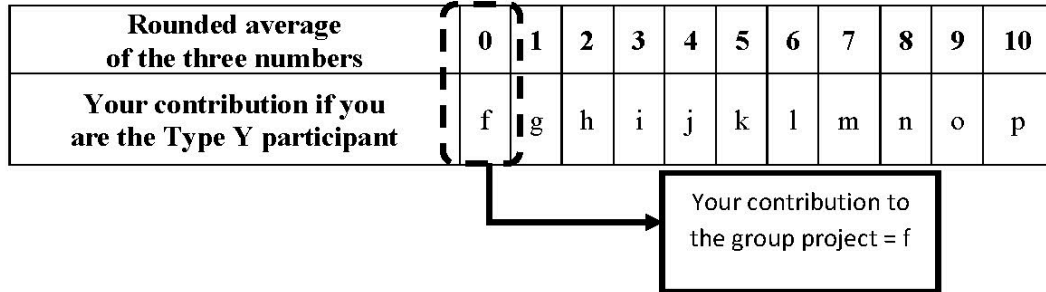 Rounded average
of the three numbers
0 1 2 3 4 5 6 7 8 9 10
Your contribution if you
are the Type Y participant
f g h i j k l m n o p
Your contribution to
the group project = f